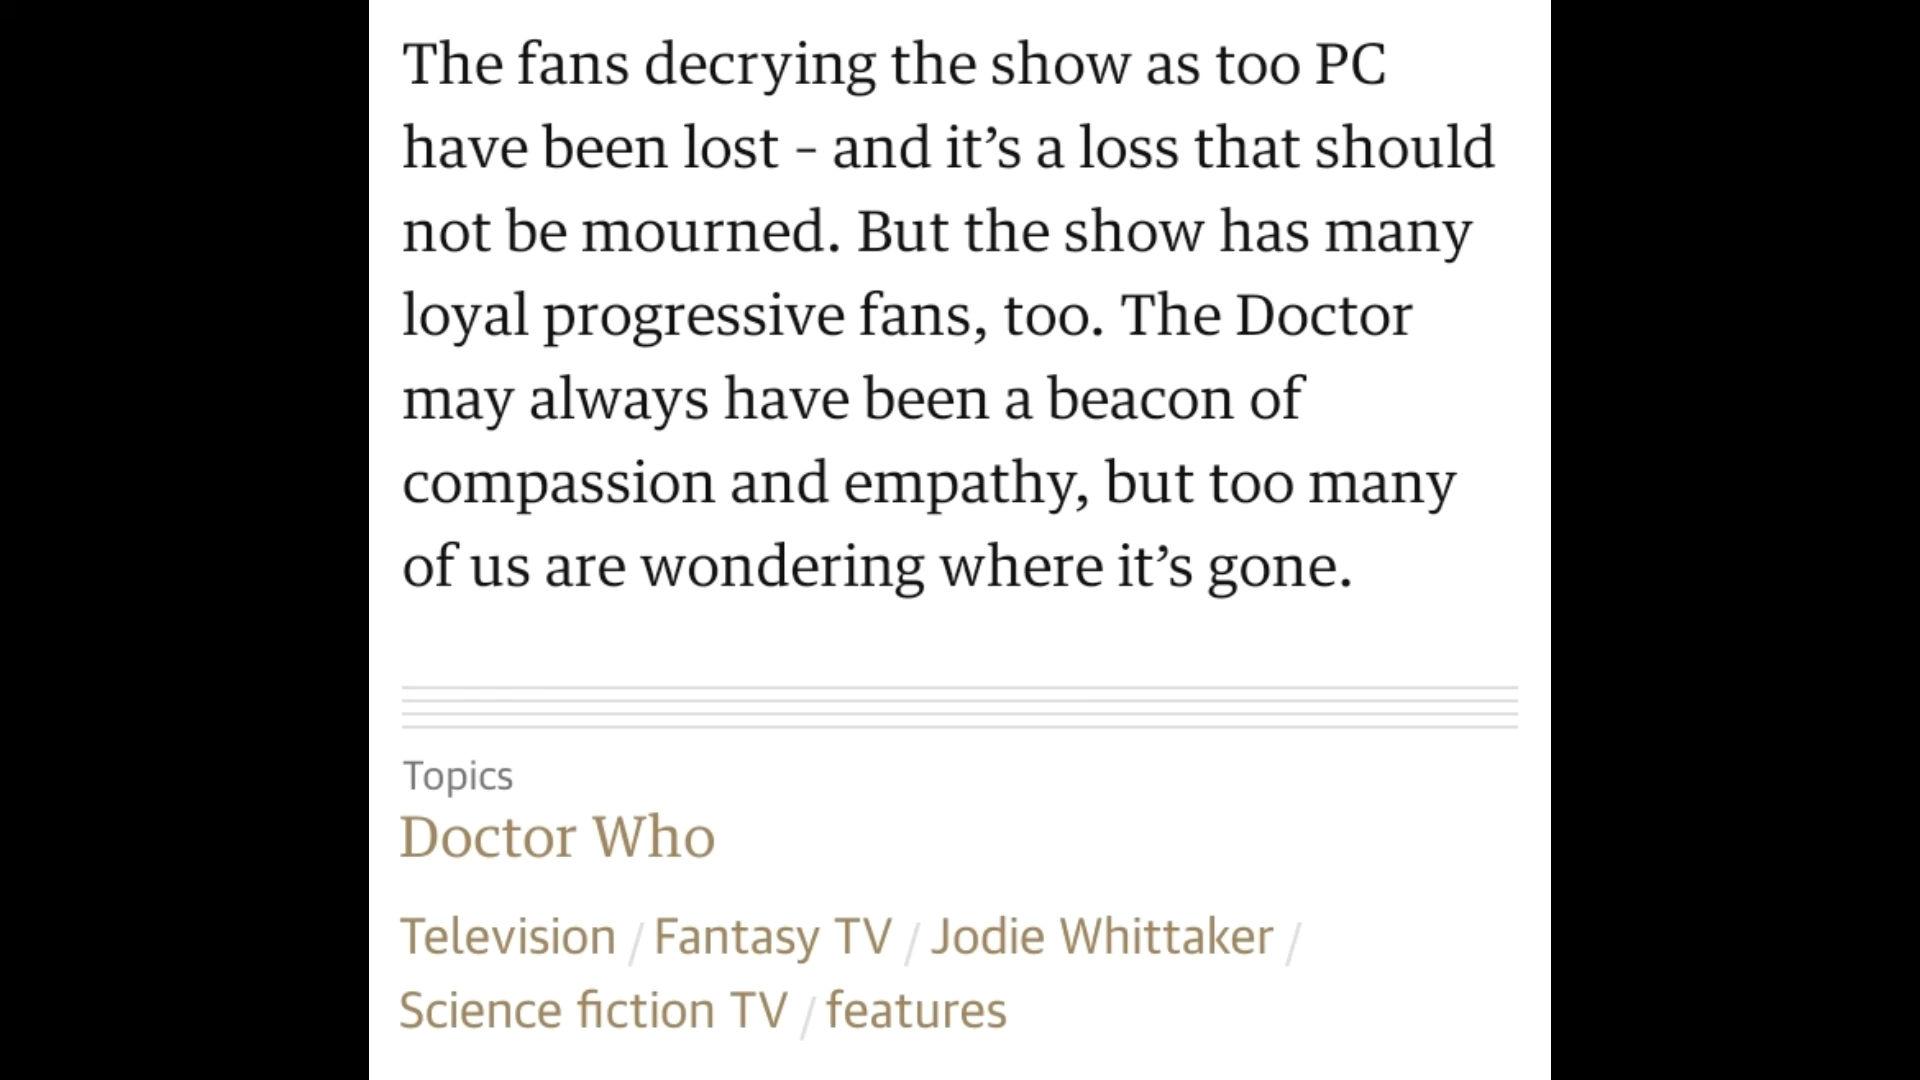 The fans decrying the show as too PC
have been lost – and it’s a loss that should
not be mourned. But the show has many
loyal progressive fans, too. The Doctor
may always have been a beacon of
compassion and empathy, but too many
of us are wondering where it’s gone.
Topics
Doctor Who
Television / Fantasy TV / Jodie Whittaker /
Science fiction TV / features